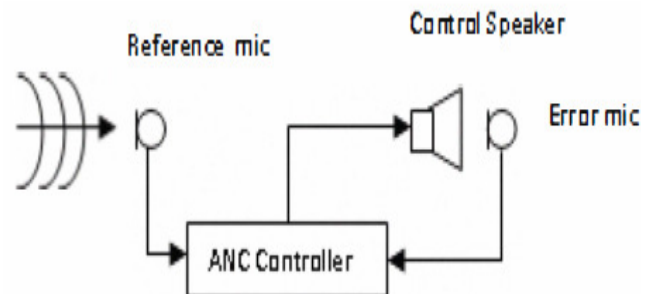 Control Speaker
Reference mic
Error mic
ANC Controller